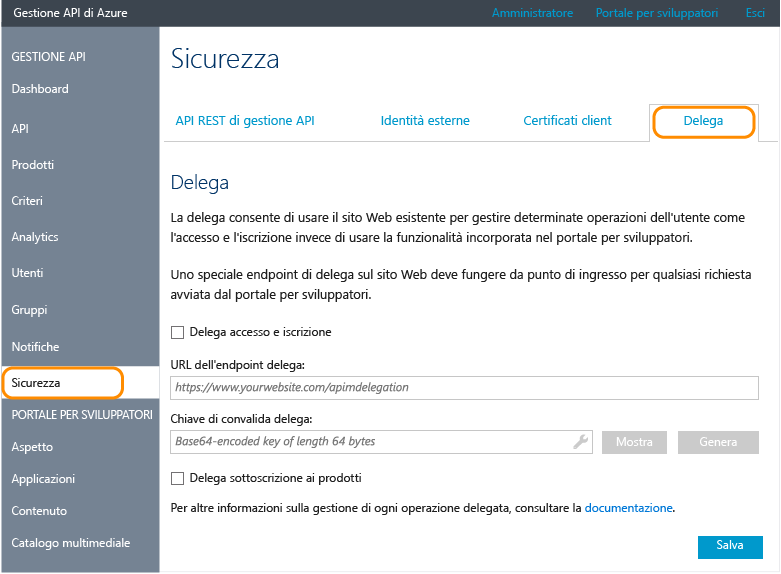 Gestione API di Azure
Amministratore
Portale per sviluppatori
Esci
GESTIONE API
Dashboard
API
Prodotti
Criteri
Analytics
Utenti
Gruppi
Notifiche
Sicurezza
PORTALE PER SVILUPPATORI
Aspetto
Applicazioni
Contenuto
Catalogo multimediale
Sicurezza
API REST di gestione API
Identità esterne
Certificati client
Delega
Delega
La delega consente di usare il sito Web esistente per gestire determinate operazioni dell'utente come
l'accesso e l'iscrizione invece di usare la funzionalità incorporata nel portale per sviluppatori.
Uno speciale endpoint di delega sul sito Web deve fungere da punto di ingresso per qualsiasi richiesta
avviata dal portale per sviluppatori.
Delega accesso e iscrizione
URL dell'endpoint delega:
https://www.yourwebsite.com/apimdelegation
Chiave di convalida delega:
Base64-encoded key of length 64 bytes
Mostra
Genera
Delega sottoscrizione ai prodotti
Per altre informazioni sulla gestione di ogni operazione delegata, consultare la documentazione.
Salva